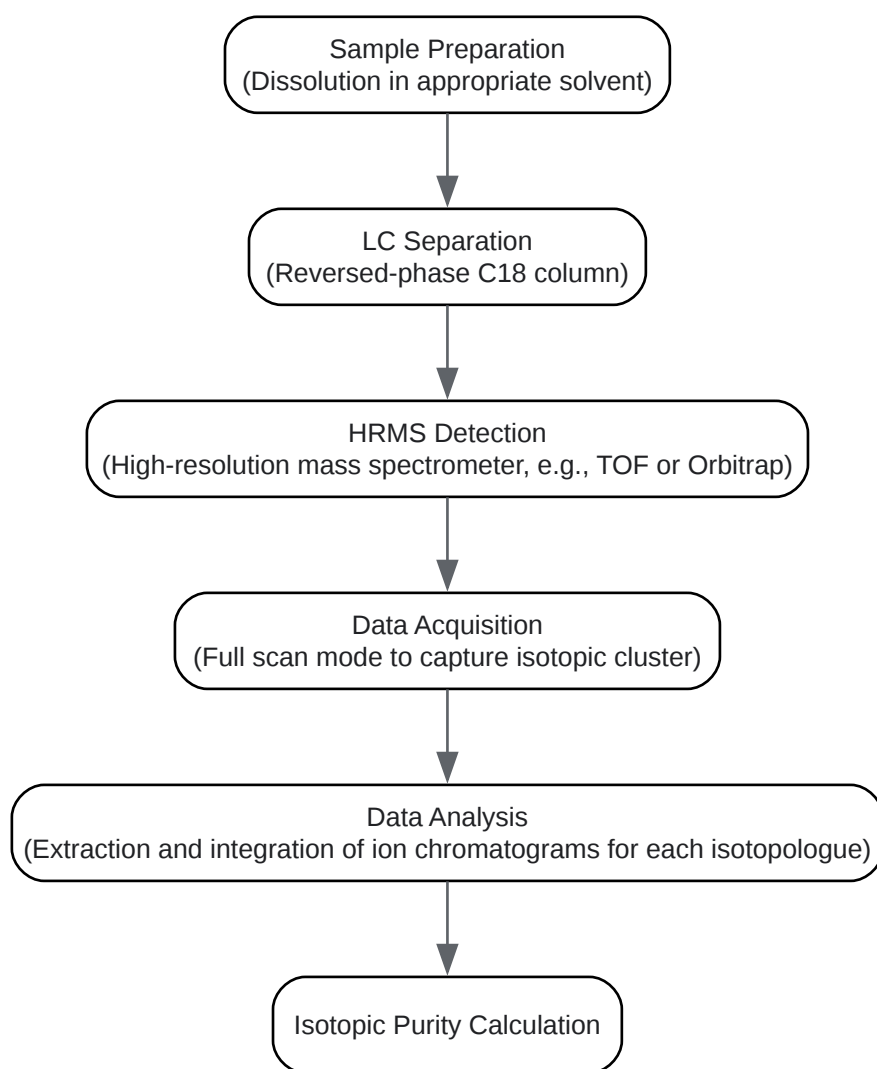 Sample Preparation
(Dissolution in appropriate solvent)
LC Separation
(Reversed-phase C18 column)
HRMS Detection
(High-resolution mass spectrometer, e.g., TOF or Orbitrap)
Data Acquisition
(Full scan mode to capture isotopic cluster)
Data Analysis
(Extraction and integration of ion chromatograms for each isotopologue)
Isotopic Purity Calculation